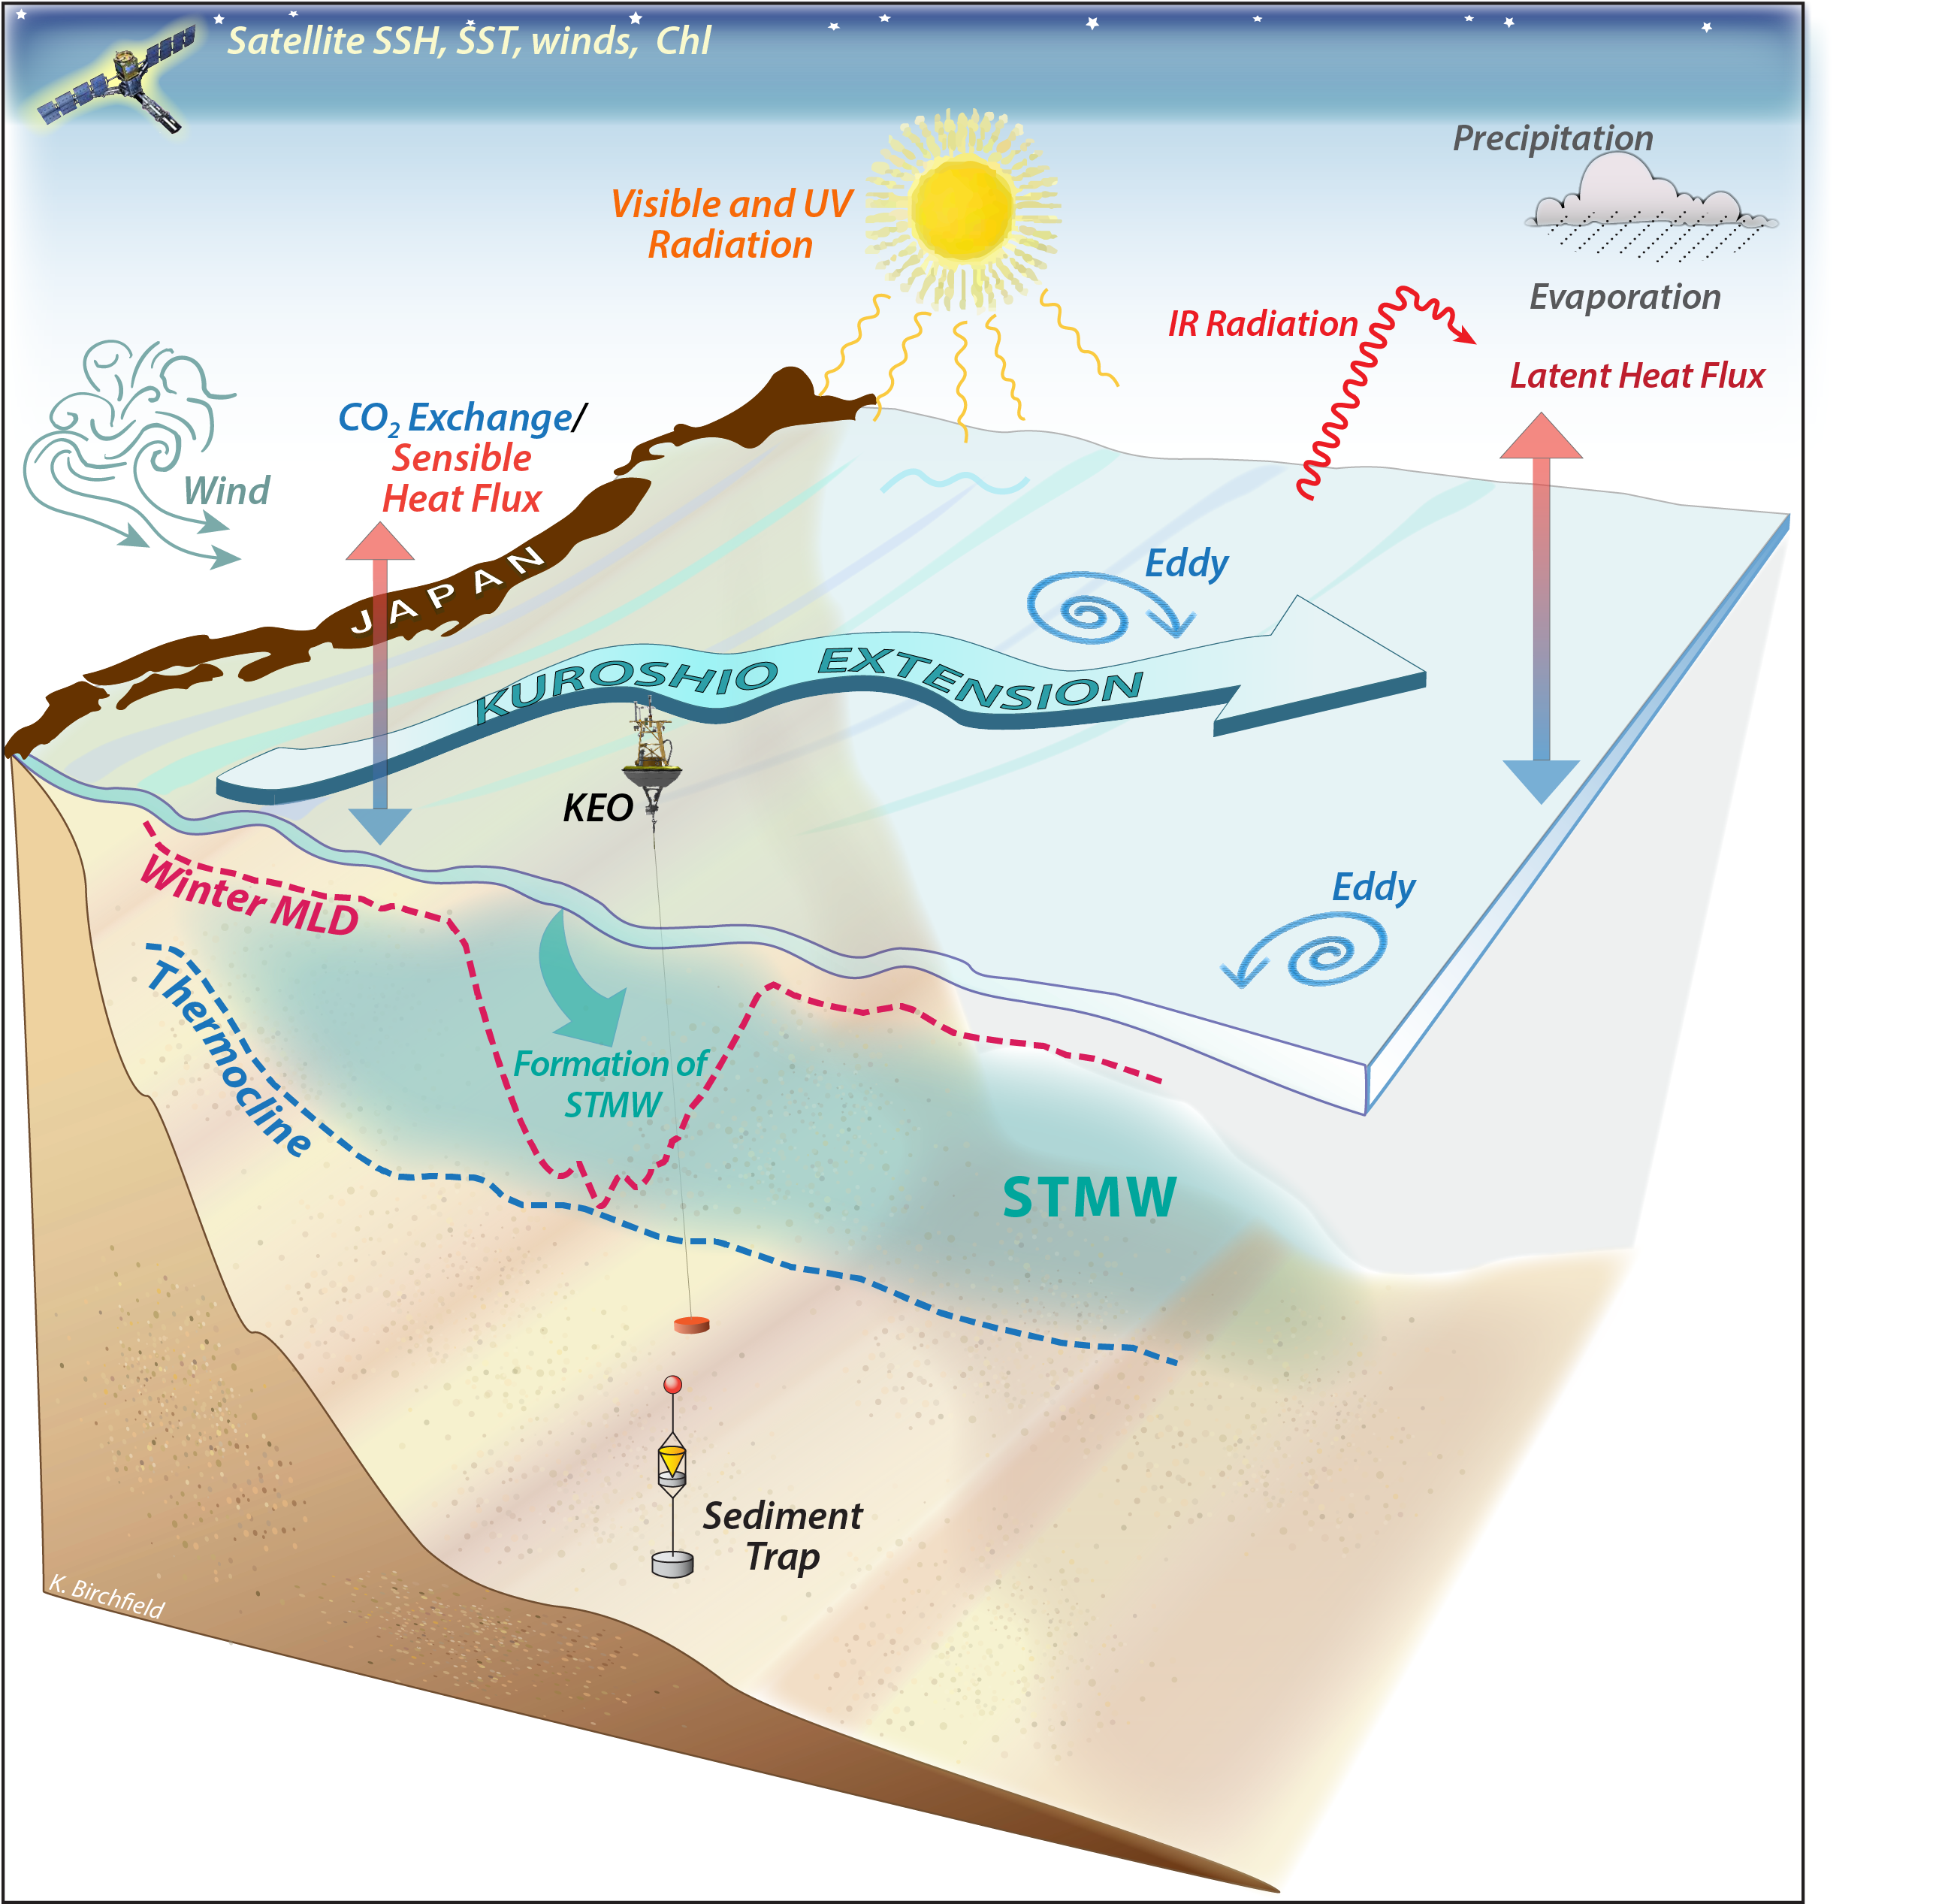 Satellite SSH, SST, winds, Chl
Precipitation
Visible and UV
Radiation
Evaporation
IR Radiation
Latent Heat Flux
CO₂ Exchange/
Sensible
Heat Flux
Wind
JAPAN
Eddy
KUROSHIO EXTENSION
KEO
Winter MLD
Eddy
Thermocline
Formation of
STMW
STMW
Sediment
Trap
K. Birchfield